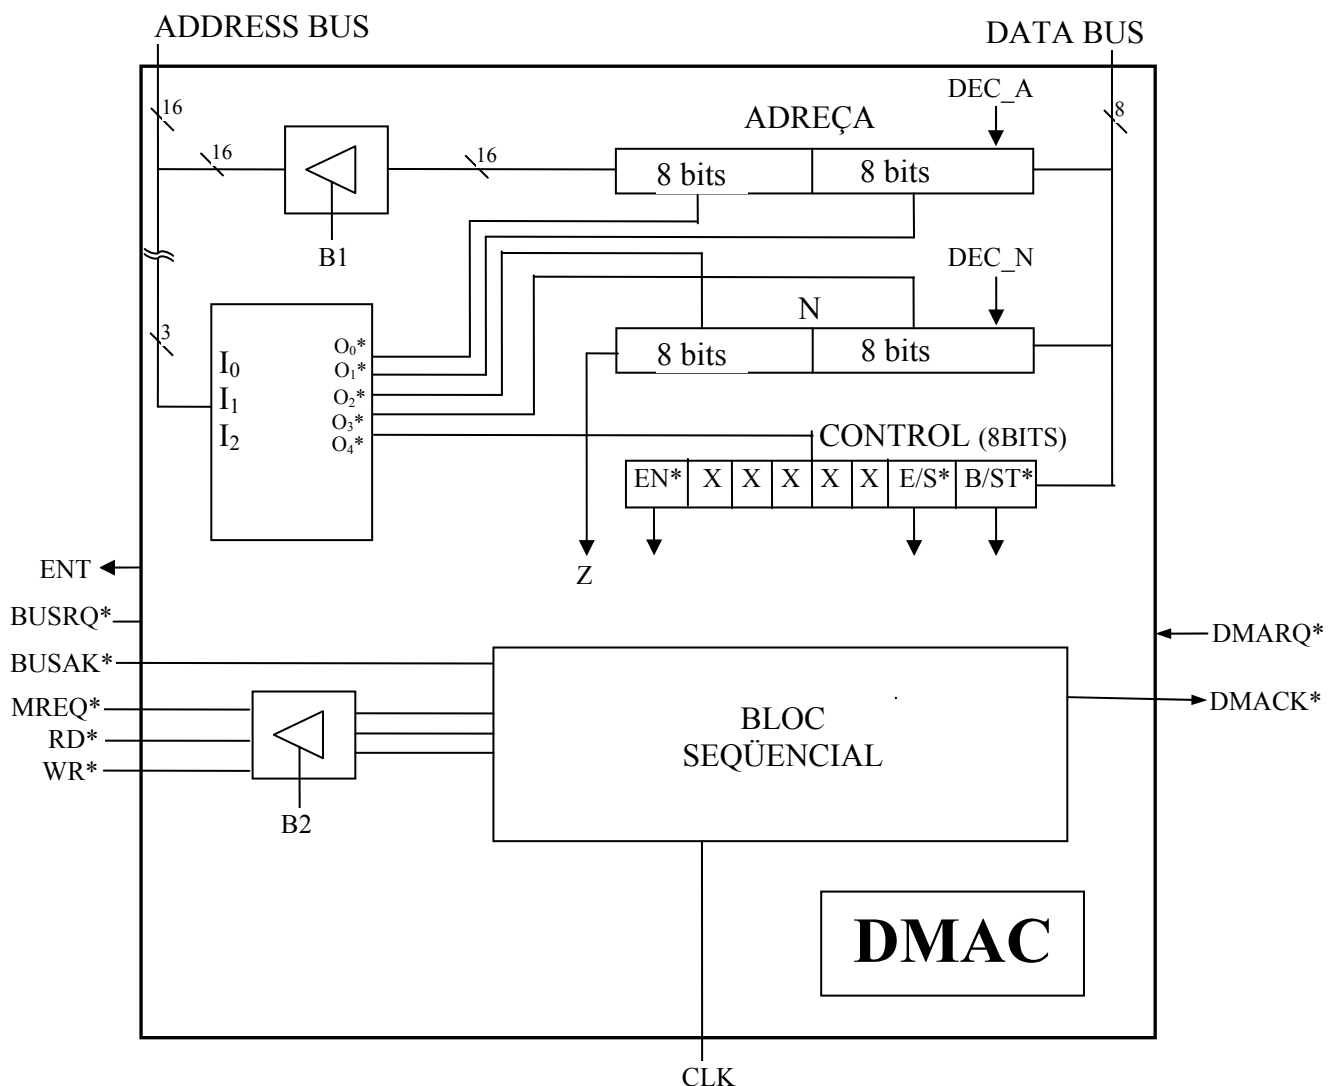 ADDRESS BUS
DATA BUS
16
DEC_A
8
ADREÇA
16
16
8 bits
8 bits
B1
DEC_N
N
3
8 bits
8 bits
I0
I1
I2
O0*
O1*
O2*
O3*
O4*
CONTROL (8BITS)
EN* X X X X X E/S* B/ST*
Z
ENT
BUSRQ*
BUSAK*
MREQ*
RD*
WR*
B2
BLOC
SEQÜENCIAL
DMARQ*
DMACK*
DMAC
CLK